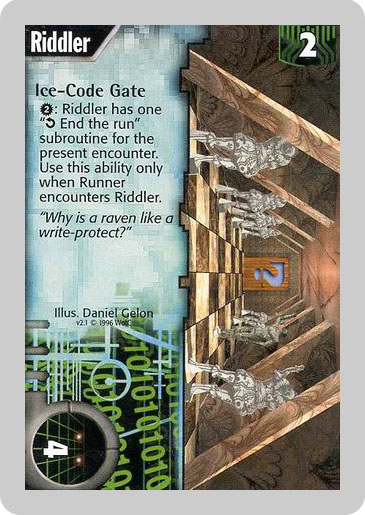 Riddler
2
Ice-Code Gate
2: Riddler has one
"⊃ End the run"
subroutine for the
present encounter.
Use this ability only
when Runner
encounters Riddler.
"Why is a raven like a
write-protect?"
Illus. Daniel Gelon
v2.1 © 1996 WotC
?
4